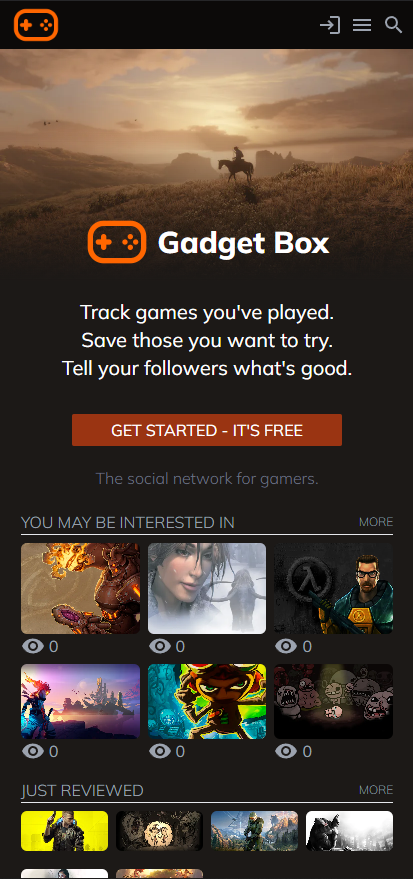 Gadget Box
Track games you've played.
Save those you want to try.
Tell your followers what's good.
GET STARTED - IT'S FREE
The social network for gamers.
YOU MAY BE INTERESTED IN MORE
0 0 0
0 0 0
JUST REVIEWED MORE